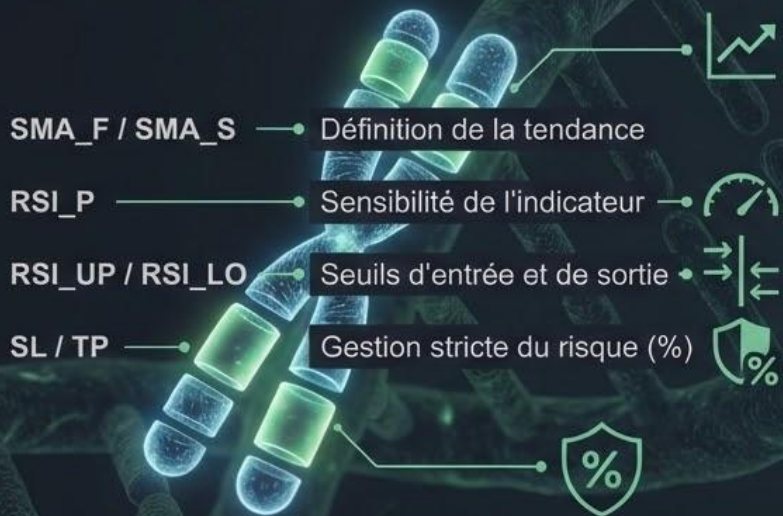 SMA_F / SMA_S Définition de la tendance
RSI_P Sensibilité de l'indicateur
RSI_UP / RSI_LO Seuils d'entrée et de sortie
SL / TP Gestion stricte du risque (%)
%
%